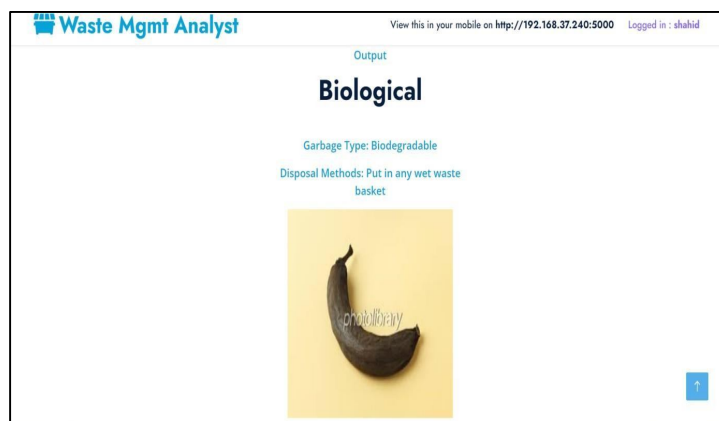 Waste Mgmt Analyst
View this in your mobile on http://192.168.37.240:5000 Logged in : shahid
Output
Biological
Garbage Type: Biodegradable
Disposal Methods: Put in any wet waste
basket
photolibrary